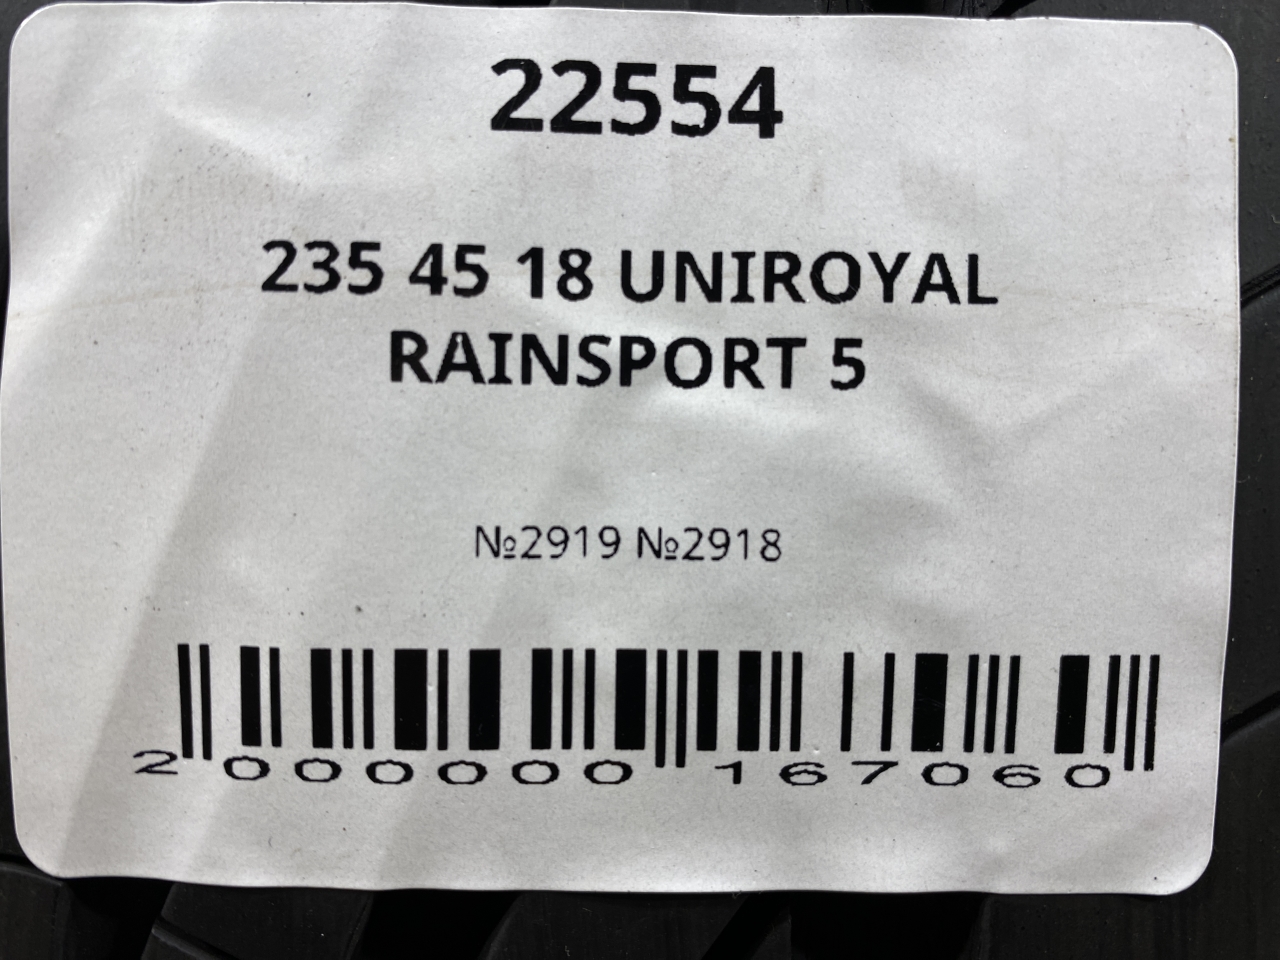 22554
235 45 18 UNIROYAL
RAINSPORT 5
№2919 №2918
2 000000 167060